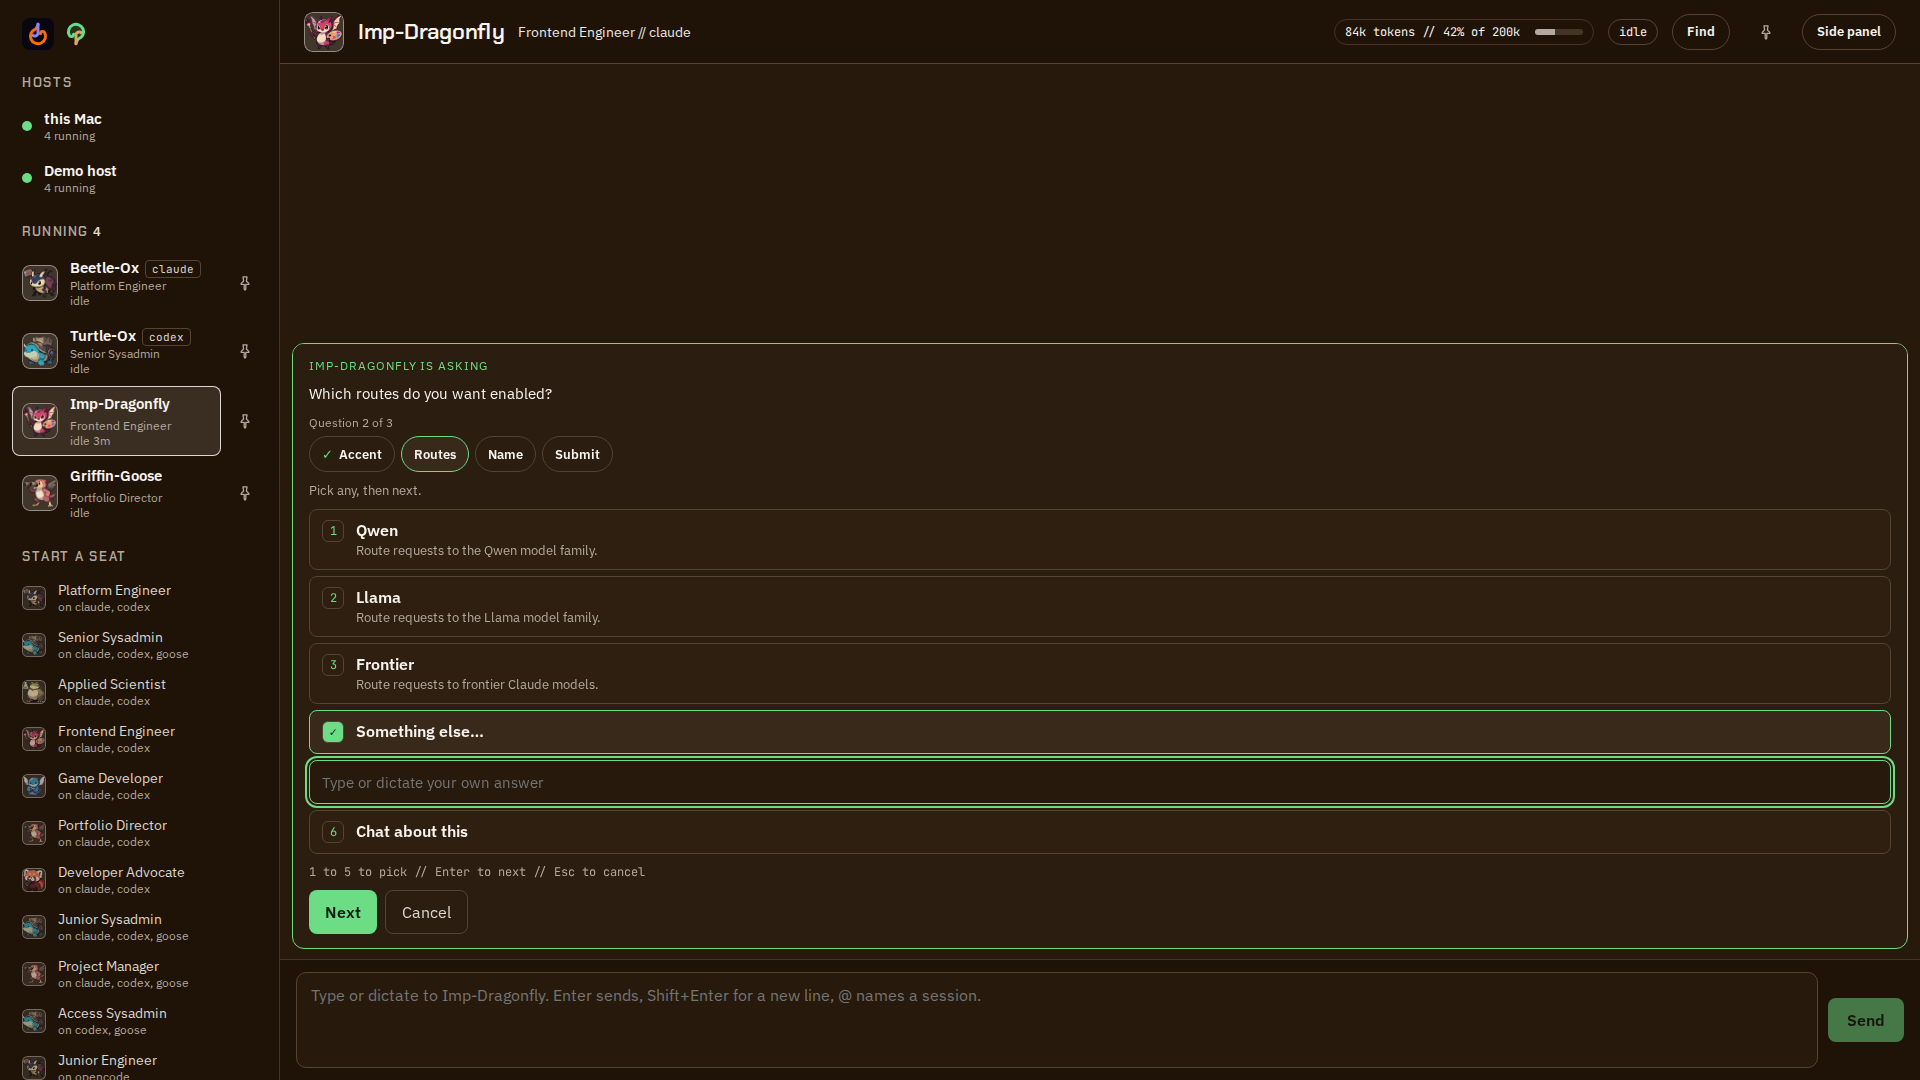 HOSTS
this Mac
4 running
Demo host
4 running
RUNNING 4
Beetle-Ox claude
Platform Engineer
idle
Turtle-Ox codex
Senior Sysadmin
idle
Imp-Dragonfly
Frontend Engineer
idle 3m
Griffin-Goose
Portfolio Director
idle
START A SEAT
Platform Engineer
on claude, codex
Senior Sysadmin
on claude, codex, goose
Applied Scientist
on claude, codex
Frontend Engineer
on claude, codex
Game Developer
on claude, codex
Portfolio Director
on claude, codex
Developer Advocate
on claude, codex
Junior Sysadmin
on claude, codex, goose
Project Manager
on claude, codex, goose
Access Sysadmin
on codex, goose
Junior Engineer
on opencode
Imp-Dragonfly Frontend Engineer // claude
84k tokens // 42% of 200k
idle
Find
Side panel
IMP-DRAGONFLY IS ASKING
Which routes do you want enabled?
Question 2 of 3
✓ Accent Routes Name Submit
Pick any, then next.
1 Qwen
Route requests to the Qwen model family.
2 Llama
Route requests to the Llama model family.
3 Frontier
Route requests to frontier Claude models.
✓ Something else...
Type or dictate your own answer
6 Chat about this
1 to 5 to pick // Enter to next // Esc to cancel
Next Cancel
Type or dictate to Imp-Dragonfly. Enter sends, Shift+Enter for a new line, @ names a session.
Send